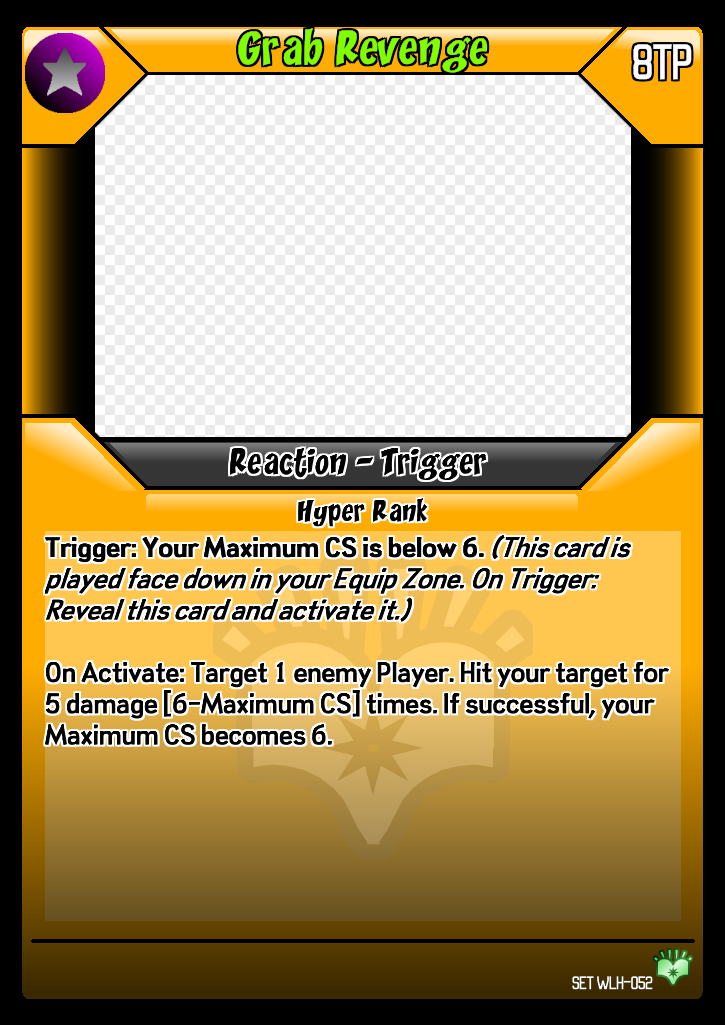 Grab Revenge
8TP
Reaction - Trigger
Hyper Rank
Trigger: Your Maximum CS is below 6. (This card is
played face down in your Equip Zone. On Trigger:
Reveal this card and activate it.)
On Activate: Target 1 enemy Player. Hit your target for
5 damage [6-Maximum CS] times. If successful, your
Maximum CS becomes 6.
SET WLH-052